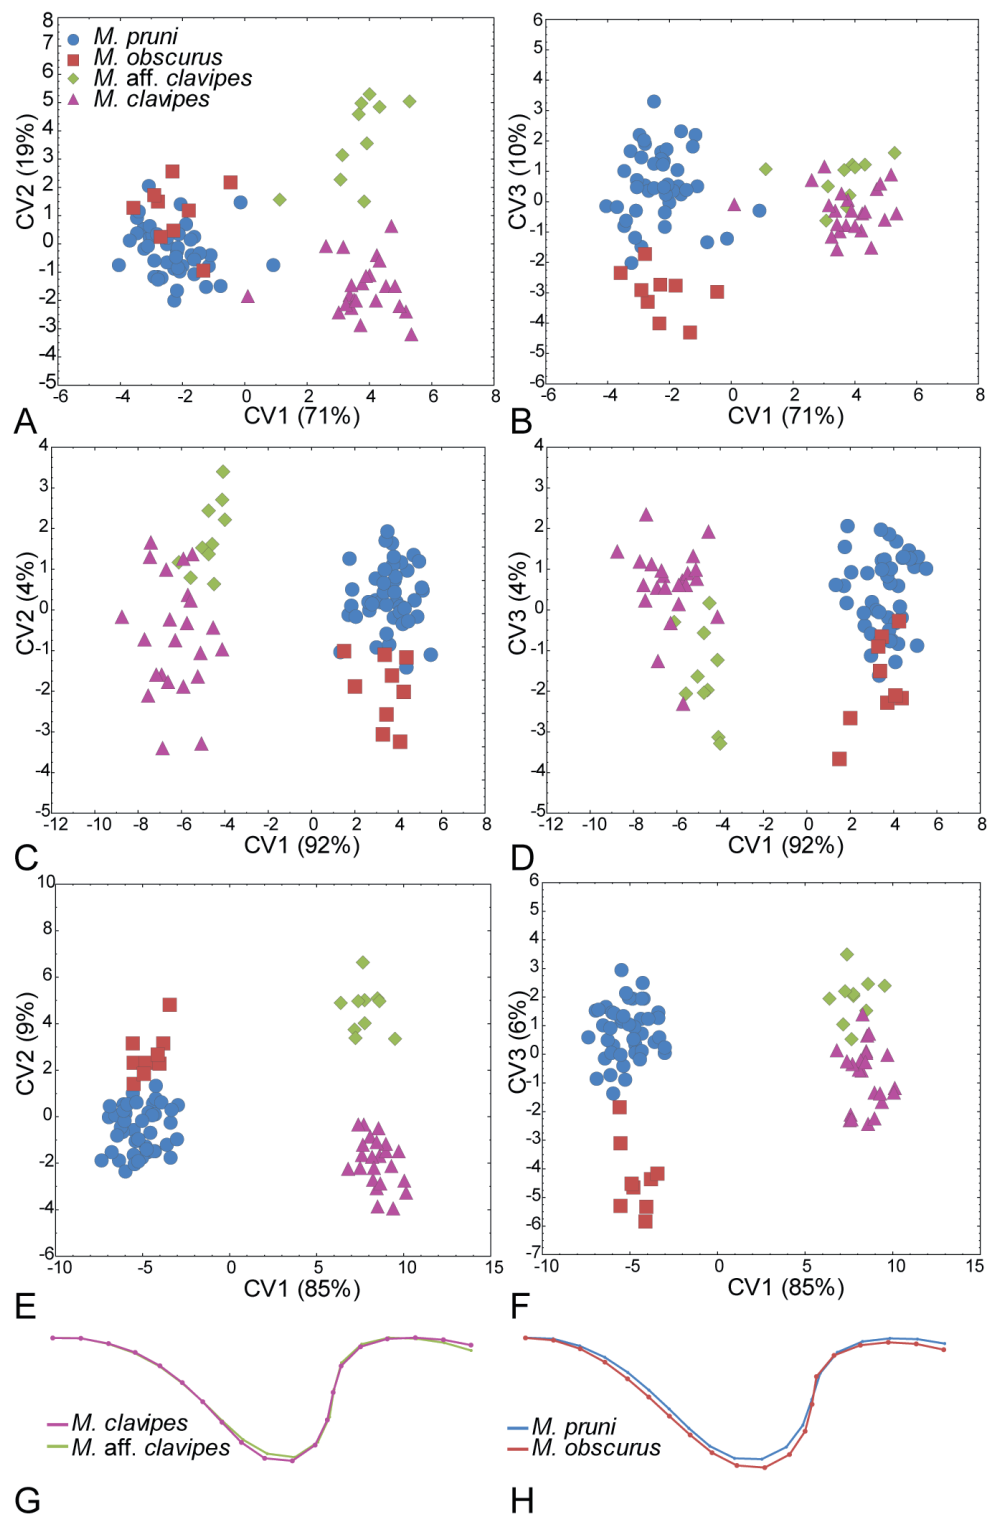 8
7
6
5
4
3
2
1
0
-1
-2
-3
-4
-5
CV2 (19%)
M. pruni
M. obscurus
M. aff. clavipes
M. clavipes
-6 -4 -2 0 2 4 6 8
CV1 (71%)
A
6
5
4
3
2
1
0
-1
-2
-3
-4
-5
-6
CV3 (10%)
-6 -4 -2 0 2 4 6 8
CV1 (71%)
B
4
3
2
1
0
-1
-2
-3
-4
-5
CV2 (4%)
-12 -10 -8 -6 -4 -2 0 2 4 6 8
CV1 (92%)
C
4
3
2
1
0
-1
-2
-3
-4
-5
CV3 (4%)
-12 -10 -8 -6 -4 -2 0 2 4 6 8
CV1 (92%)
D
10
8
6
4
2
0
-2
-4
-6
CV2 (9%)
-10 -5 0 5 10 15
CV1 (85%)
E
6
5
4
3
2
1
0
-1
-2
-3
-4
-5
-6
-7
CV3 (6%)
-10 -5 0 5 10 15
CV1 (85%)
F
M. clavipes
M. aff. clavipes
G
M. pruni
M. obscurus
H